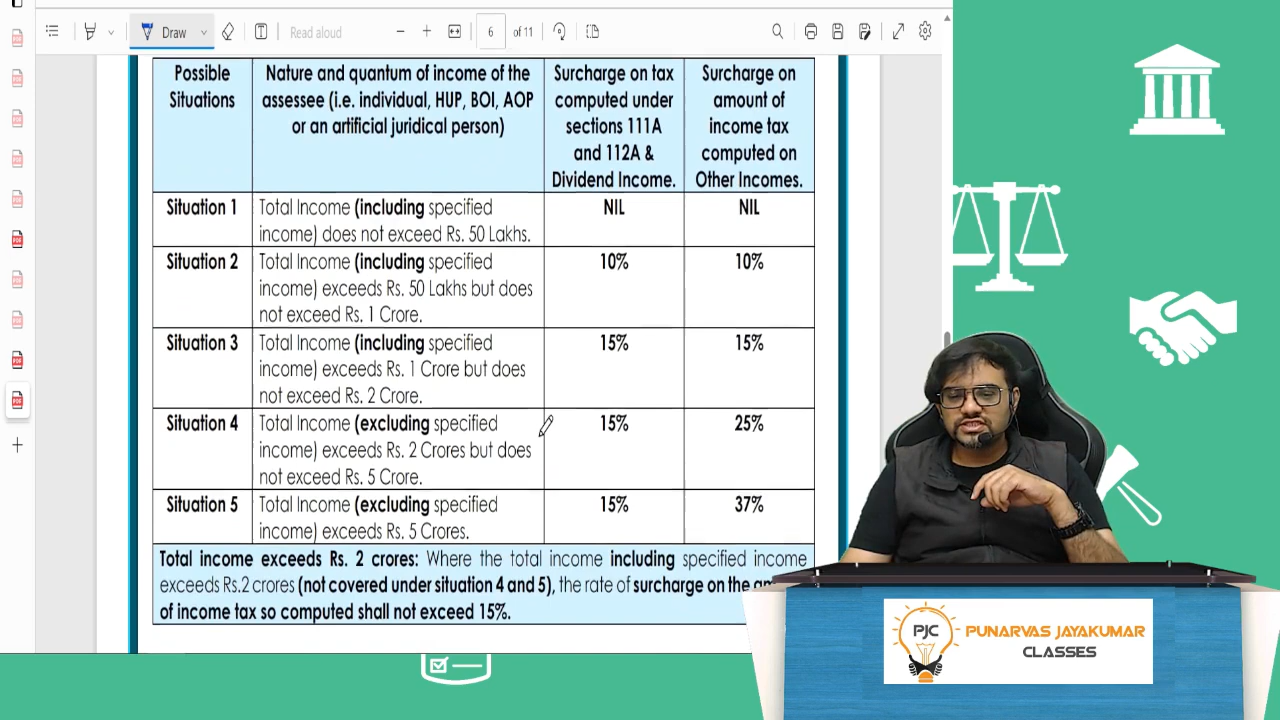 Draw
Read aloud
6
of 11
Possible Situations
Nature and quantum of income of the
assessee (i.e. individual, HUP, BOI, AOP
or an artificial juridical person)
Surcharge on tax
computed under
sections 111A
and 112A &
Dividend Income.
Surcharge on
amount of
income tax
computed on
Other Incomes.
Situation 1
Total Income (including specified
income) does not exceed Rs. 50 Lakhs.
NIL
NIL
Situation 2
Total Income (including specified
income) exceeds Rs. 50 Lakhs but does
not exceed Rs. 1 Crore.
10%
10%
Situation 3
Total Income (including specified
income) exceeds Rs. 1 Crore but does
not exceed Rs. 2 Crore.
15%
15%
Situation 4
Total Income (excluding specified
income) exceeds Rs. 2 Crores but does
not exceed Rs. 5 Crore.
15%
25%
Situation 5
Total Income (excluding specified
income) exceeds Rs. 5 Crores.
15%
37%
Total income exceeds Rs. 2 crores: Where the total income including specified income
exceeds Rs.2 crores (not covered under situation 4 and 5), the rate of surcharge on the
of income tax so computed shall not exceed 15%.
PJC
PUNARVAS JAYAKUMAR
CLASSES